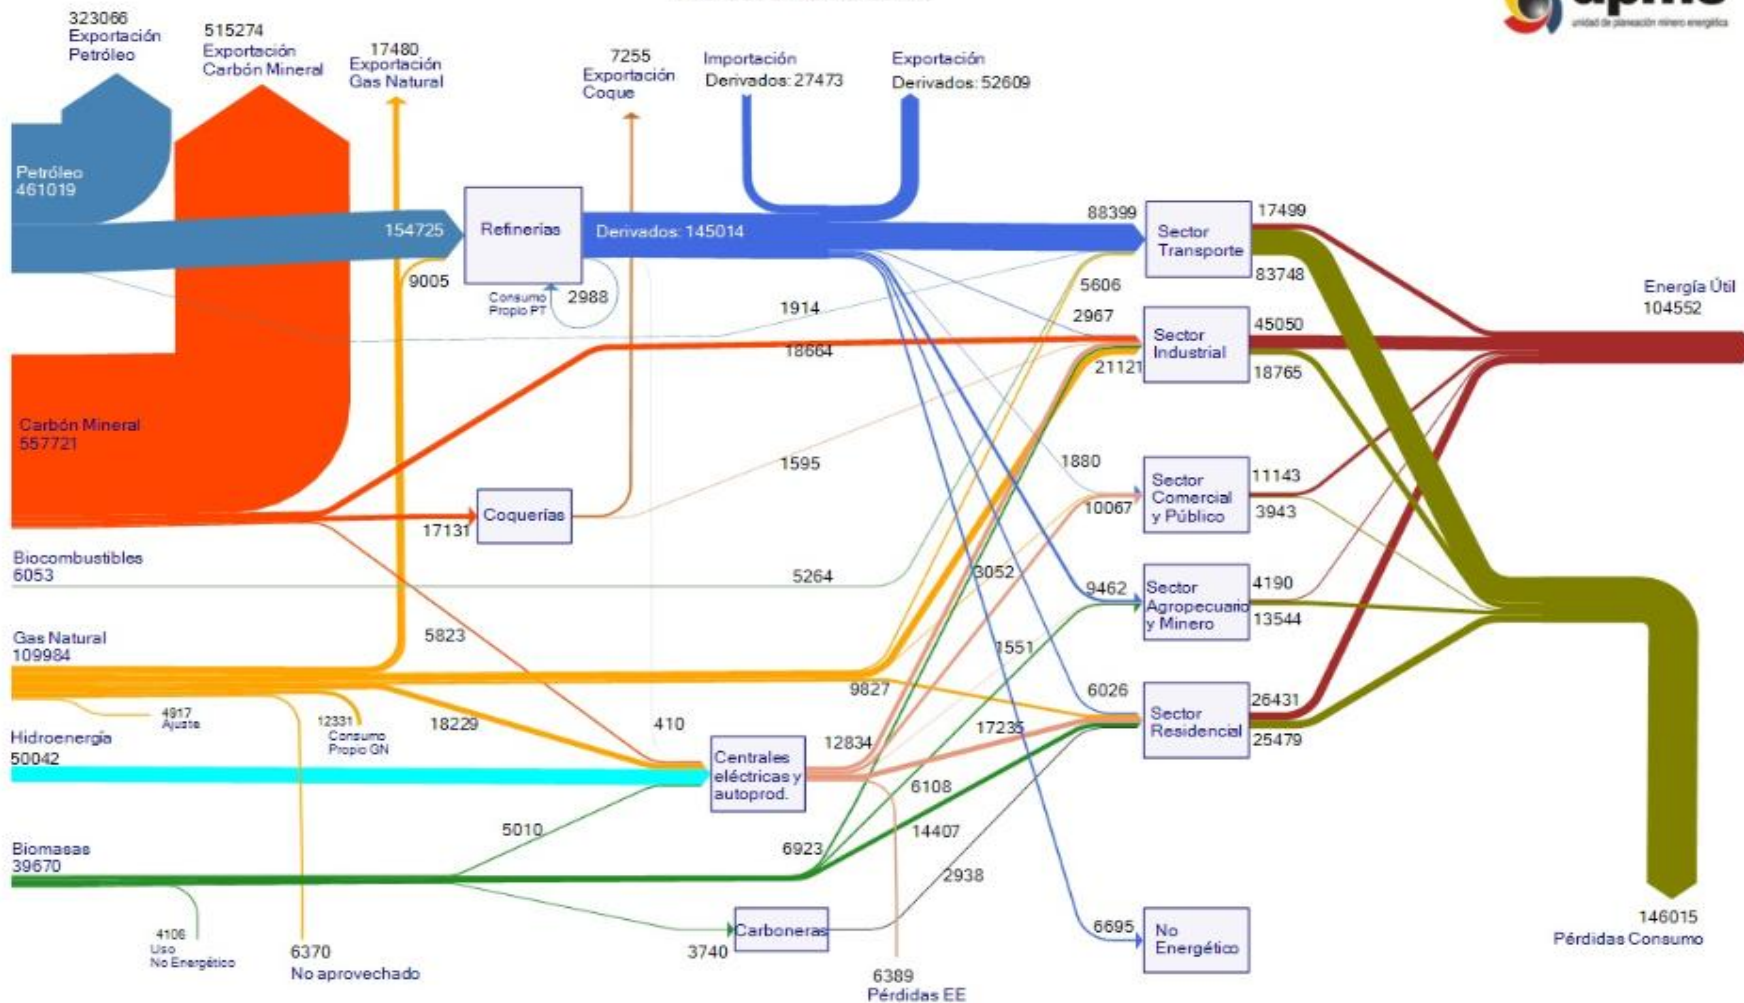 323066
Exportación
Petróleo
515274
Exportación
Carbón Mineral
17480
Exportación
Gas Natural
7255
Exportación
Coque
Importación
Derivados: 27473
Exportación
Derivados: 52609
unidad de planeación minero energética
Petróleo
461019
154725
Refinerías
Derivados: 145014
88399
Sector
Transporte
17499
83748
9005
Consumo
Propio PT
2988
1914
5606
2967
Sector
Industrial
45050
18765
Energía Útil
104552
18664
21121
Carbón Mineral
557721
1595
1880
Sector
Comercial
y Público
11143
3943
10067
Coquerías
17131
Biocombustibles
6053
5264
3052
9462
Sector
Agropecuario
y Minero
4190
13544
Gas Natural
109984
5823
1551
9827
6026
Sector
Residencial
26431
25479
4917
Ajuste
12331
Consumo
Propio GN
18229
410
12834
17235
Hidroenergía
50042
Centrales
eléctricas y
autoprod.
6108
14407
5010
6923
2938
Biomasas
39670
4106
Uso
No Energético
6370
No aprovechado
3740
Carboneras
6389
Pérdidas EE
6695
No
Energético
146015
Pérdidas Consumo